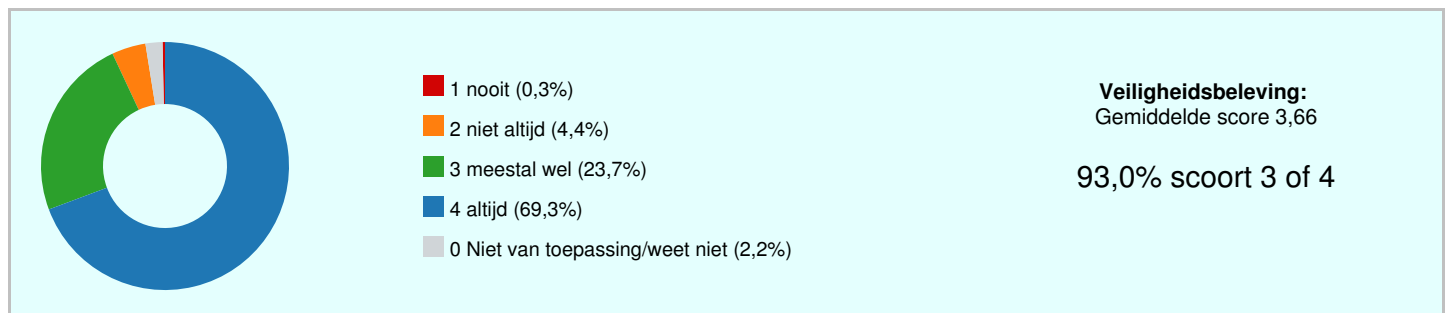 1 nooit (0,3%)
2 niet altijd (4,4%)
3 meestal wel (23,7%)
4 altijd (69,3%)
0 Niet van toepassing/weet niet (2,2%)
Veiligheidsbeleving:
Gemiddelde score 3,66
93,0% scoort 3 of 4